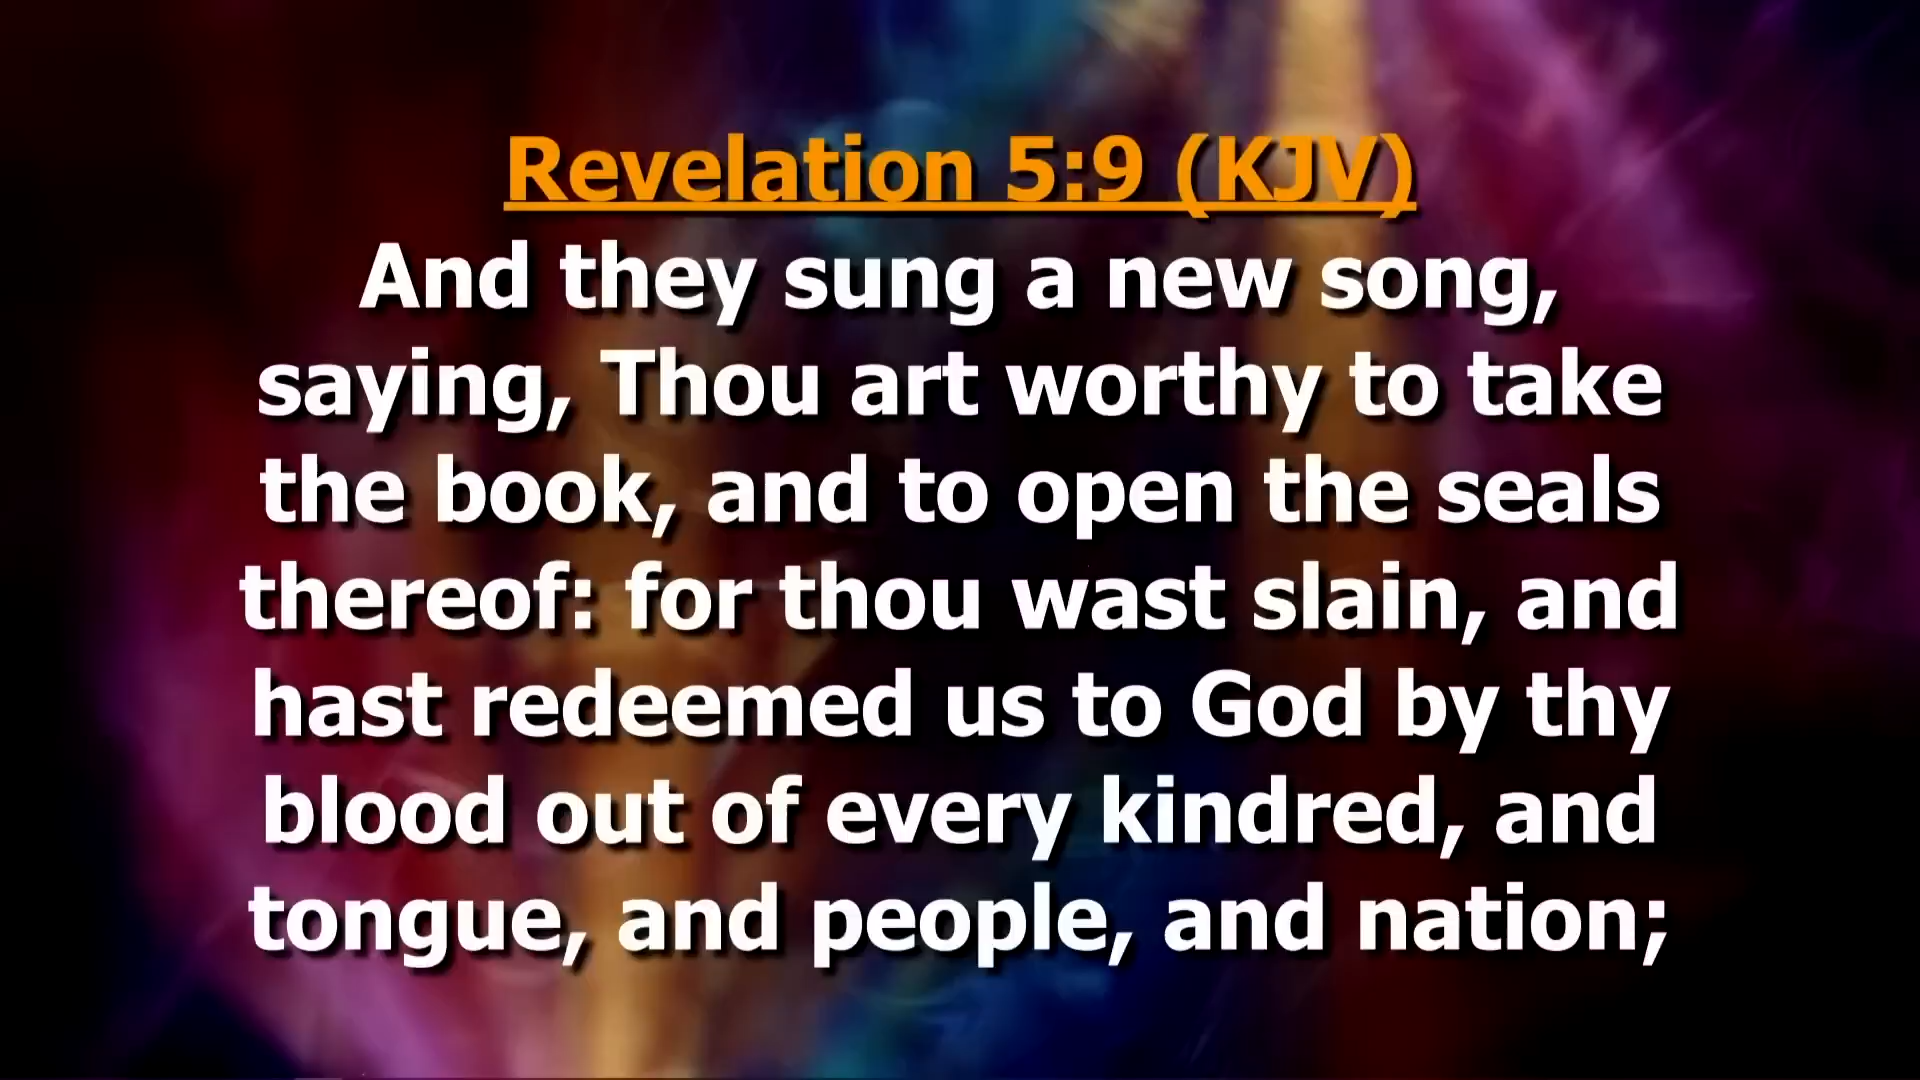 Revelation 5:9 (KJV)
And they sung a new song,
saying, Thou art worthy to take
the book, and to open the seals
thereof: for thou wast slain, and
hast redeemed us to God by thy
blood out of every kindred, and
tongue, and people, and nation;